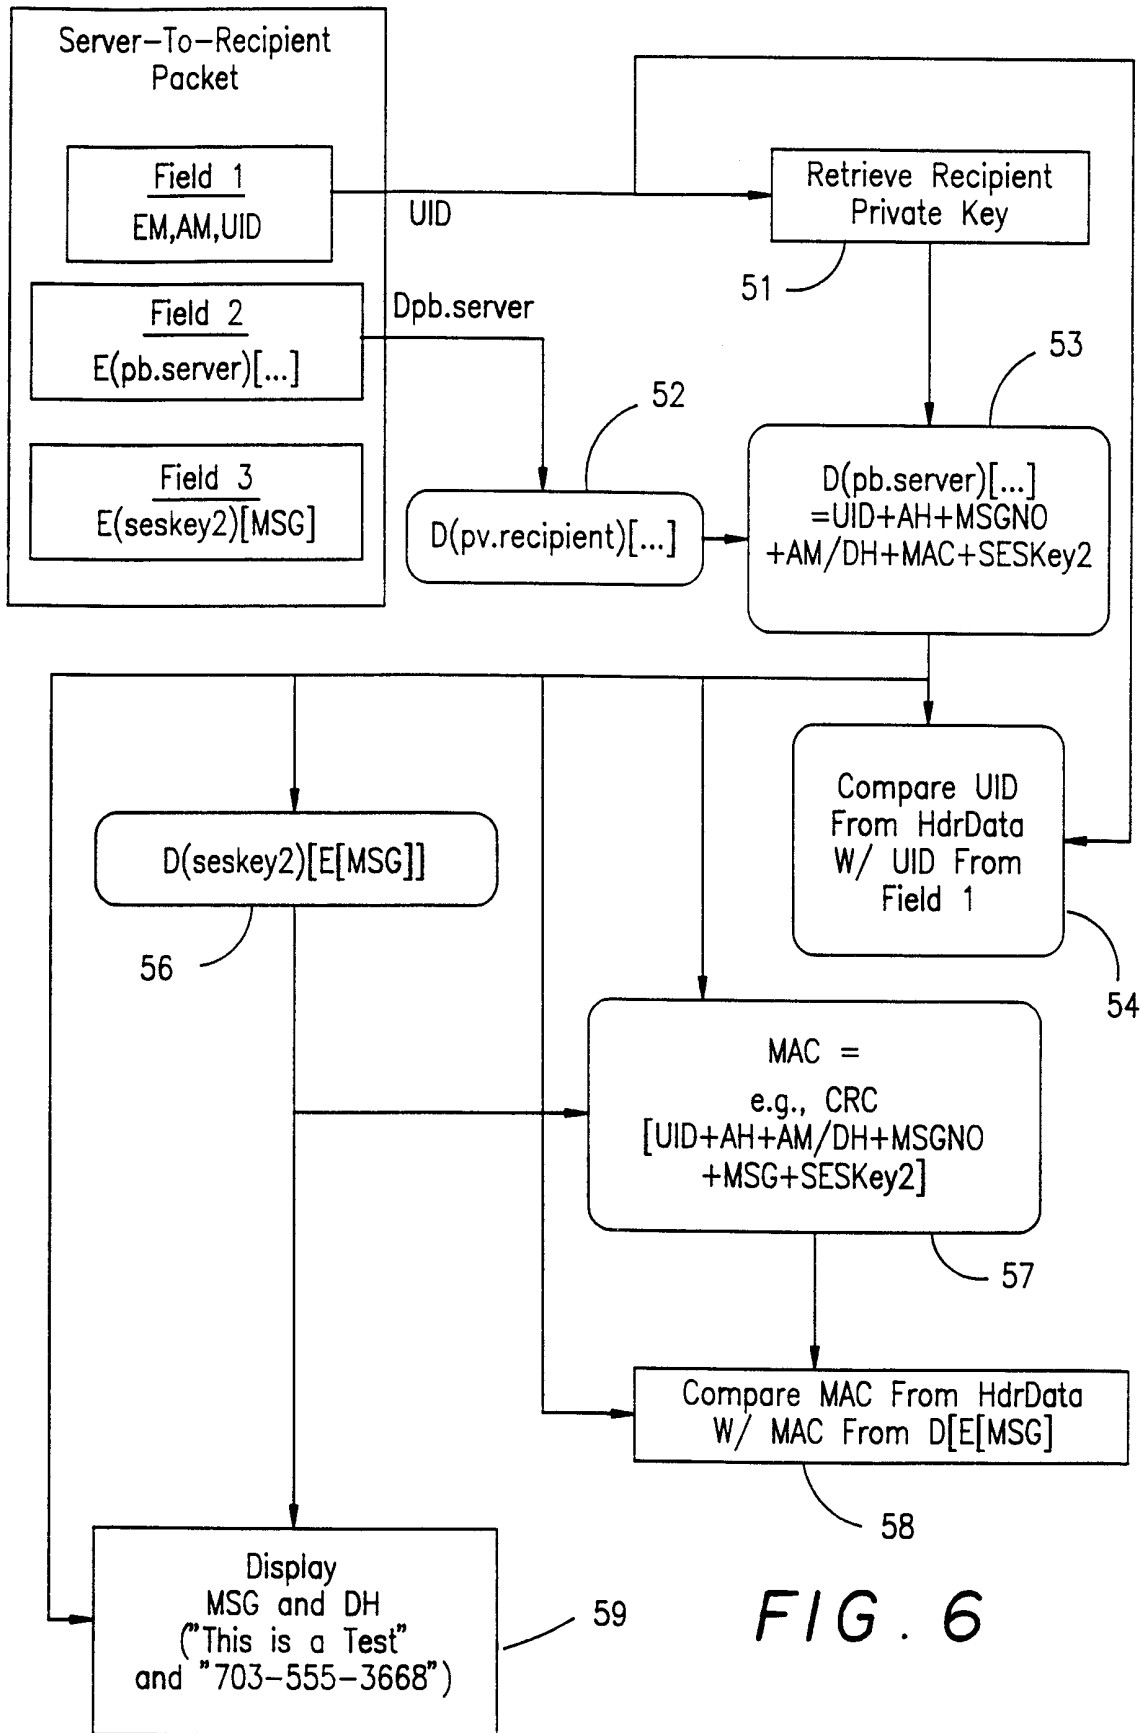 Server-To-Recipient
Packet
Field 1
EM,AM,UID
UID
Retrieve Recipient
Private Key
51
Field 2
E(pb.server)[...]
Dpb.server
53
52
Field 3
E(seskey2)[MSG]
D(pv.recipient)[...]
D(pb.server)[...]
=UID+AH+MSGNO
+AM/DH+MAC+SESKey2
Compare UID
From HdrData
W/ UID From
Field 1
54
D(seskey2)[E[MSG]]
56
MAC =
e.g., CRC
[UID+AH+AM/DH+MSGNO
+MSG+SESKey2]
57
Compare MAC From HdrData
W/ MAC From D[E[MSG]
58
Display
MSG and DH
("This is a Test"
and "703-555-3668")
59
FIG. 6